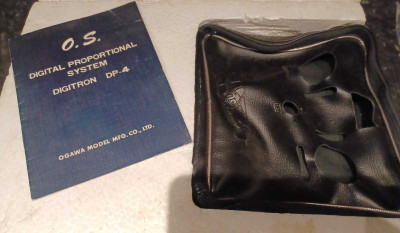 O.S.
DIGITAL PROPORTIONAL
SYSTEM
DIGITRON DP-4
OGAWA MODEL MFG. CO., LTD.